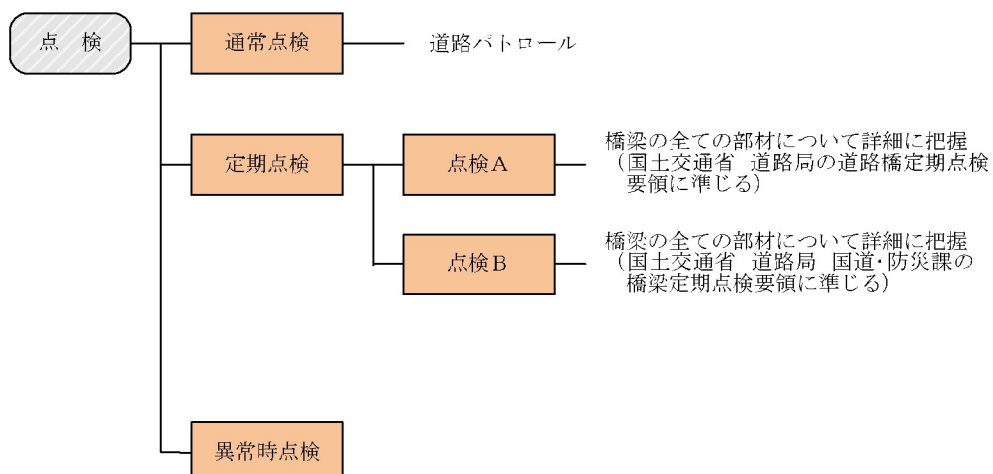 点　検
通常点検
道路パトロール
定期点検
点検A
橋梁の全ての部材について詳細に把握
（国土交通省　道路局の道路橋定期点検
要領に準じる）
点検B
橋梁の全ての部材について詳細に把握
（国土交通省　道路局　国道･防災課の
橋梁定期点検要領に準じる）
異常時点検